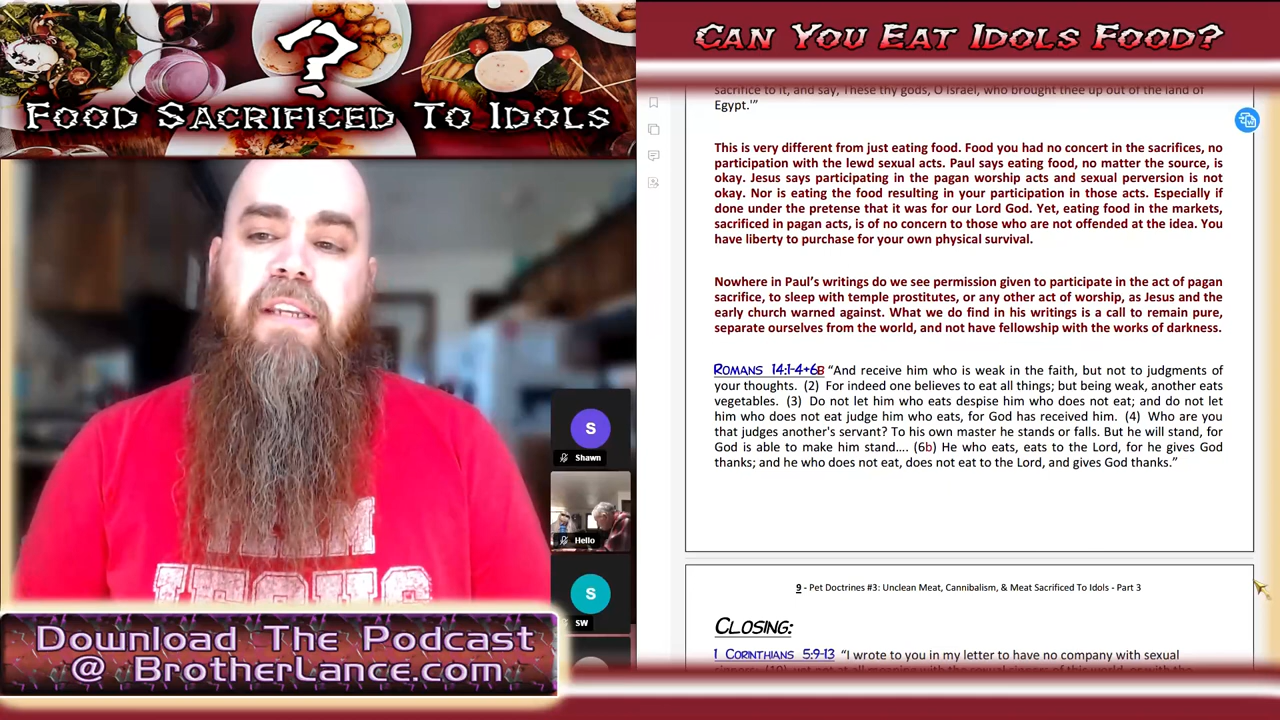 ?
Food Sacrificed To Idols
Can You Eat Idols Food?
sacrifice to it, and say, These thy gods, O Israel, who brought thee up out of the land of
Egypt.'"
This is very different from just eating food. Food you had no concert in the sacrifices, no
participation with the lewd sexual acts. Paul says eating food, no matter the source, is
okay. Jesus says participating in the pagan worship acts and sexual perversion is not
okay. Nor is eating the food resulting in your participation in those acts. Especially if
done under the pretense that it was for our Lord God. Yet, eating food in the markets,
sacrificed in pagan acts, is of no concern to those who are not offended at the idea. You
have liberty to purchase for your own physical survival.
Nowhere in Paul's writings do we see permission given to participate in the act of pagan
sacrifice, to sleep with temple prostitutes, or any other act of worship, as Jesus and the
early church warned against. What we do find in his writings is a call to remain pure,
separate ourselves from the world, and not have fellowship with the works of darkness.
Romans 14:1-4+6B "And receive him who is weak in the faith, but not to judgments of
your thoughts. (2) For indeed one believes to eat all things; but being weak, another eats
vegetables. (3) Do not let him who eats despise him who does not eat; and do not let
him who does not eat judge him who eats, for God has received him. (4) Who are you
that judges another's servant? To his own master he stands or falls. But he will stand, for
God is able to make him stand.... (6b) He who eats, eats to the Lord, for he gives God
thanks; and he who does not eat, does not eat to the Lord, and gives God thanks."
9 - Pet Doctrines #3: Unclean Meat, Cannibalism, & Meat Sacrificed To Idols - Part 3
Closing:
1 Corinthians 5:9-13 "I wrote to you in my letter to have no company with sexual
S
Shawn
Hello
S
SW
Download The Podcast
@ BrotherLance.com